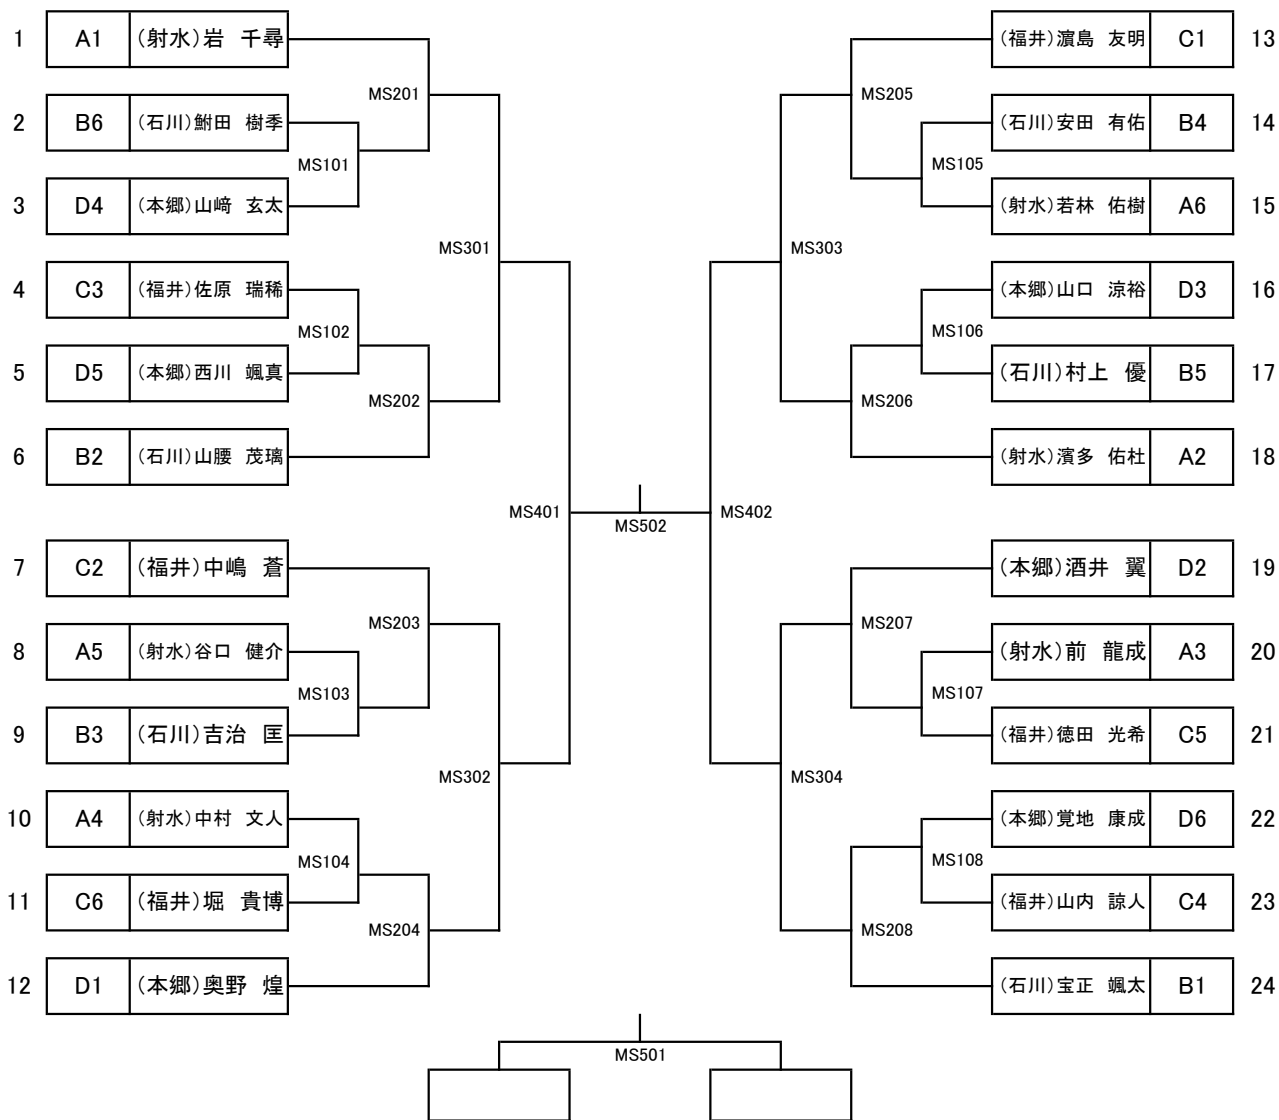 1 A1 (射水)岩 千尋
MS201
2 B6 (石川)鮒田 樹季
MS101
3 D4 (本郷)山﨑 玄太
MS301
4 C3 (福井)佐原 瑞稀
MS102
5 D5 (本郷)西川 颯真
MS202
6 B2 (石川)山腰 茂璃
MS401
7 C2 (福井)中嶋 蒼
MS203
8 A5 (射水)谷口 健介
MS103
9 B3 (石川)吉治 匡
MS302
10 A4 (射水)中村 文人
MS104
11 C6 (福井)堀 貴博
MS204
12 D1 (本郷)奥野 煌
MS502
(福井)濵島 友明 C1 13
MS205
(石川)安田 有佑 B4 14
MS105
(射水)若林 佑樹 A6 15
MS303
(本郷)山口 涼裕 D3 16
MS106
(石川)村上 優 B5 17
MS206
(射水)濱多 佑杜 A2 18
MS402
(本郷)酒井 翼 D2 19
MS207
(射水)前 龍成 A3 20
MS107
(福井)徳田 光希 C5 21
MS304
(本郷)覚地 康成 D6 22
MS108
(福井)山内 諒人 C4 23
MS208
(石川)宝正 颯太 B1 24
MS501